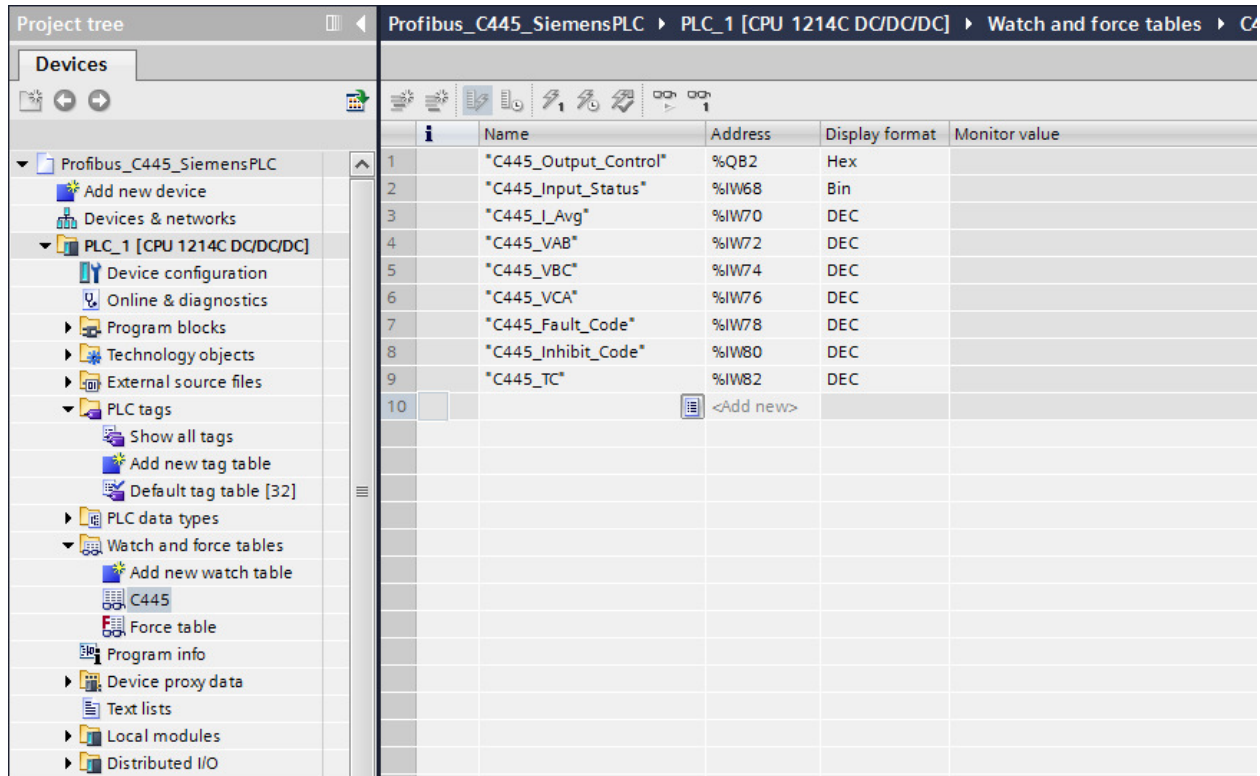 Project tree
Profibus_C445_SiemensPLC PLC_1 [CPU 1214C DC/DC/DC] Watch and force tables
Devices
i Name Address Display format Monitor value
Profibus_C445_SiemensPLC
Add new device
Devices & networks
PLC_1 [CPU 1214C DC/DC/DC]
Device configuration
Online & diagnostics
Program blocks
Technology objects
External source files
PLC tags
Show all tags
Add new tag table
Default tag table [32]
PLC data types
Watch and force tables
Add new watch table
C445
Force table
Program info
Device proxy data
Text lists
Local modules
Distributed I/O
1 "C445_Output_Control" %QB2 Hex
2 "C445_Input_Status" %IW68 Bin
3 "C445_I_Avg" %IW70 DEC
4 "C445_VAB" %IW72 DEC
5 "C445_VBC" %IW74 DEC
6 "C445_VCA" %IW76 DEC
7 "C445_Fault_Code" %IW78 DEC
8 "C445_Inhibit_Code" %IW80 DEC
9 "C445_TC" %IW82 DEC
10 <Add new>